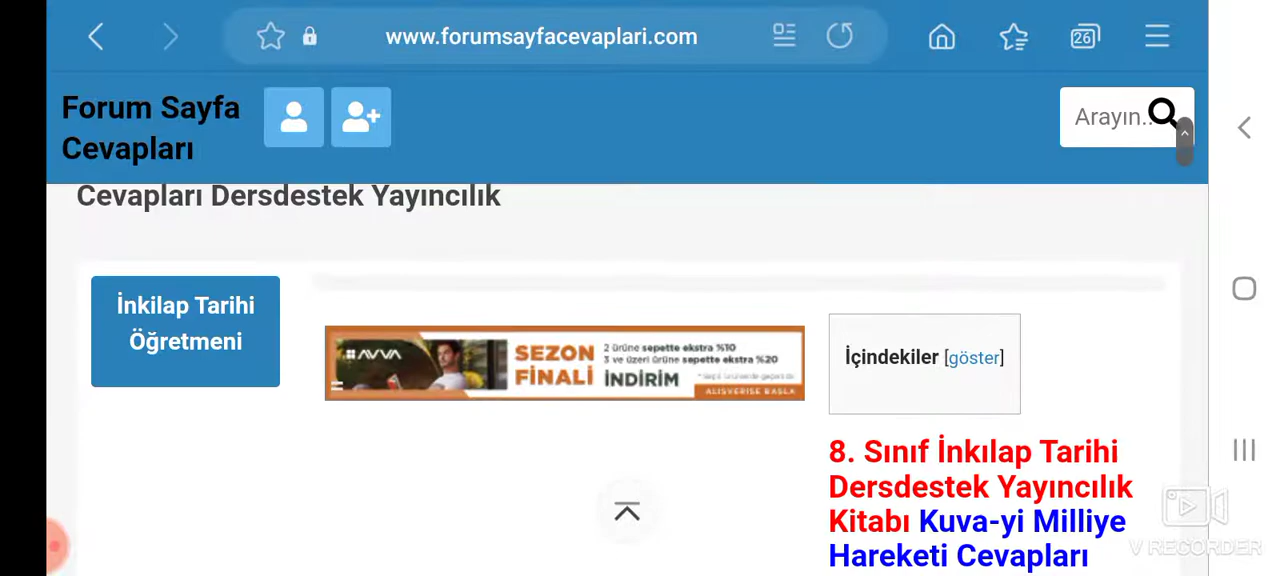 www.forumsayfacevaplari.com
26
Forum Sayfa
Cevapları
Arayın..
Cevapları Dersdestek Yayıncılık
İnkilap Tarihi
Öğretmeni
AVVA
SEZON
FİNALİ
2 ürüne sepette ekstra %10
3 ve üzeri ürüne sepette ekstra %20
İNDİRİM
ALIŞVERİŞE BAŞLA
İçindekiler [göster]
8. Sınıf İnkılap Tarihi
Dersdestek Yayıncılık
Kitabı Kuva-yi Milliye
Hareketi Cevapları
V RECORDER